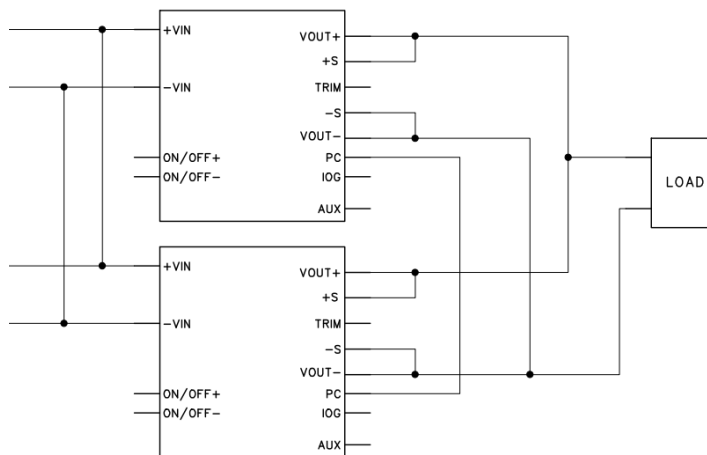 +VIN
VOUT+
+S
-VIN
TRIM
-S
VOUT-
ON/OFF+
PC
ON/OFF-
IOG
AUX
LOAD
+VIN
VOUT+
+S
-VIN
TRIM
-S
VOUT-
ON/OFF+
PC
ON/OFF-
IOG
AUX